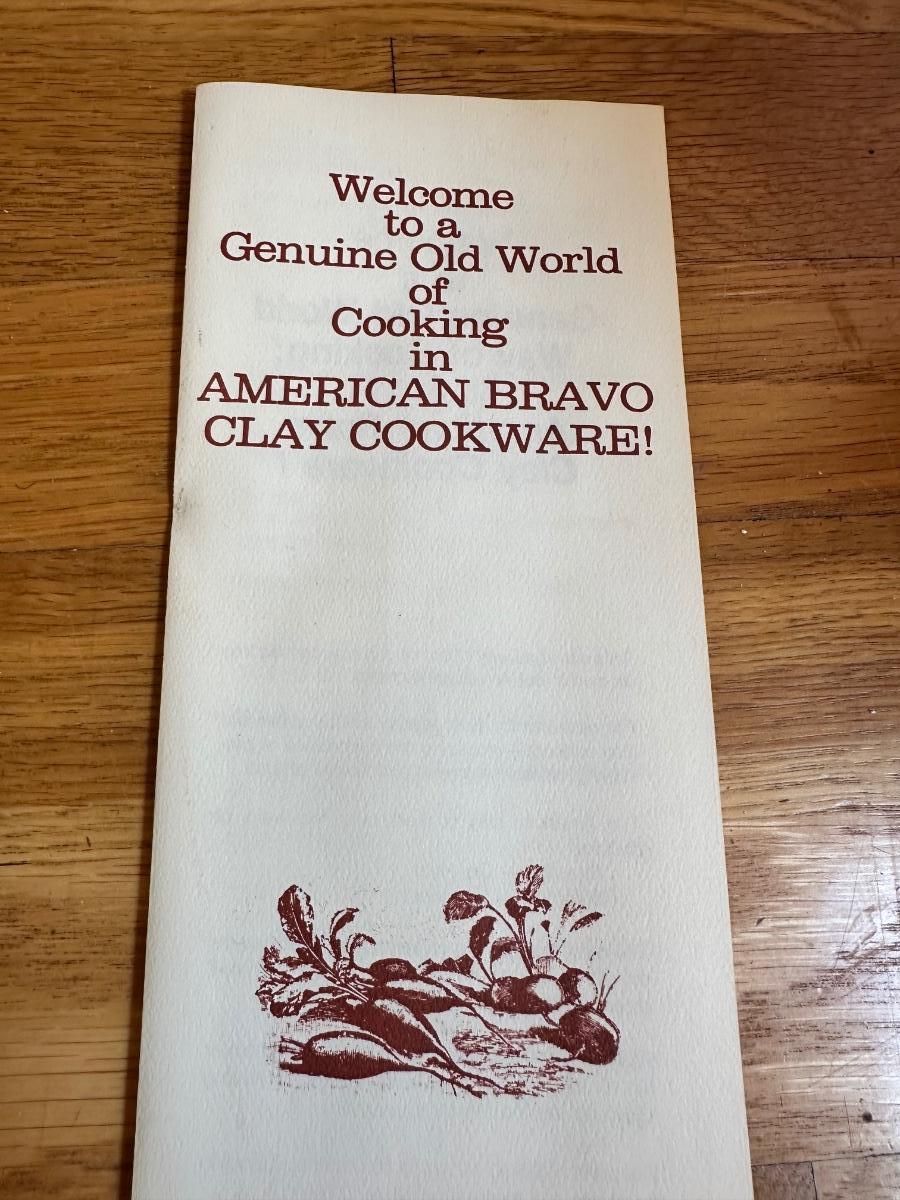 Welcome
to a
Genuine Old World
of
Cooking
in
AMERICAN BRAVO
CLAY COOKWARE!